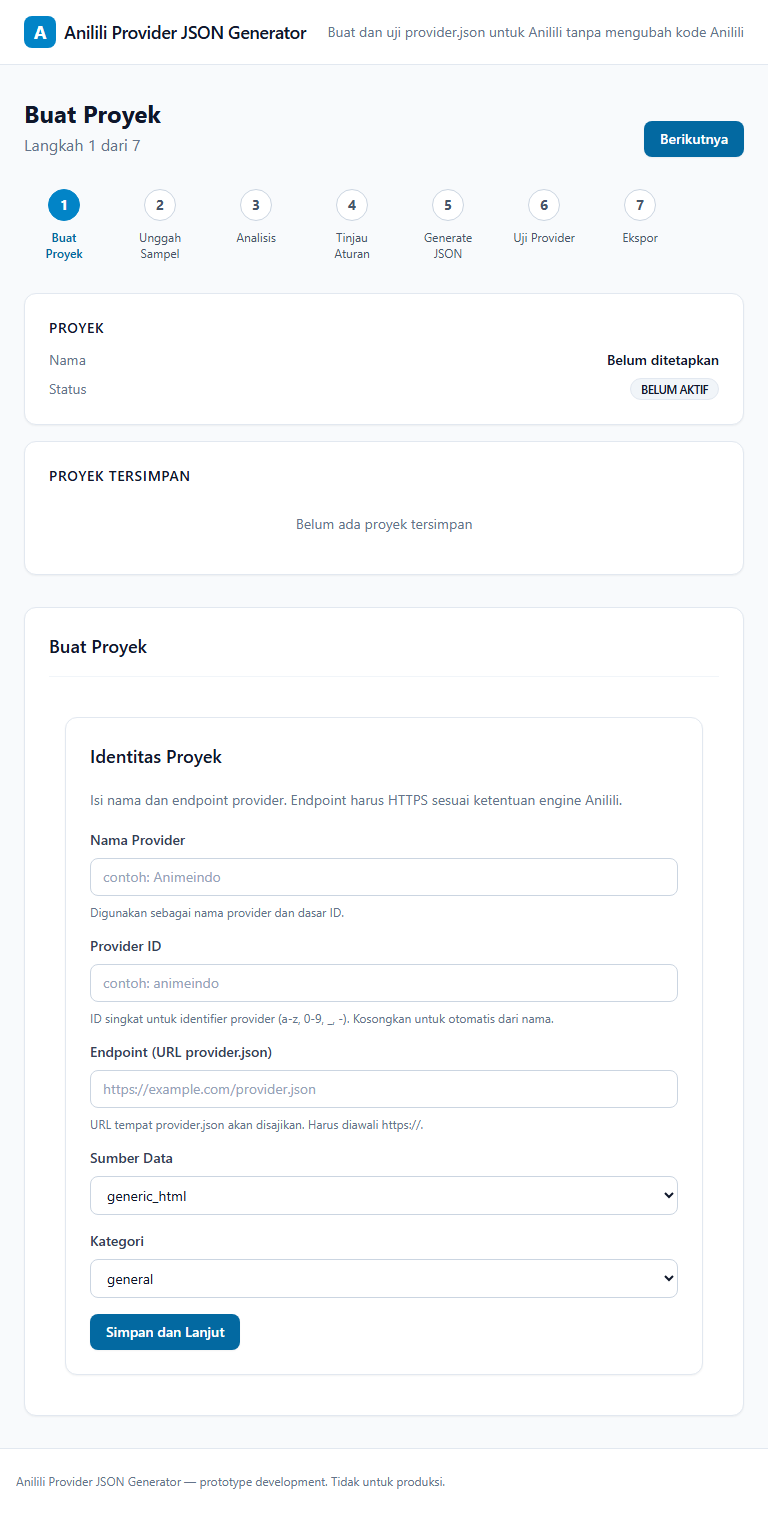 A
Anilili Provider JSON Generator
Buat dan uji provider.json untuk Anilili tanpa mengubah kode Anilili
Buat Proyek
Langkah 1 dari 7
Berikutnya
1
2
3
4
5
6
7
Buat
Proyek
Unggah
Sampel
Analisis
Tinjau
Aturan
Generate
JSON
Uji Provider
Ekspor
PROYEK
Nama
Belum ditetapkan
Status
BELUM AKTIF
PROYEK TERSIMPAN
Belum ada proyek tersimpan
Buat Proyek
Identitas Proyek
Isi nama dan endpoint provider. Endpoint harus HTTPS sesuai ketentuan engine Anilili.
Nama Provider
contoh: Animeindo
Digunakan sebagai nama provider dan dasar ID.
Provider ID
contoh: animeindo
ID singkat untuk identifier provider (a-z, 0-9, _, -). Kosongkan untuk otomatis dari nama.
Endpoint (URL provider.json)
https://example.com/provider.json
URL tempat provider.json akan disajikan. Harus diawali https://.
Sumber Data
generic_html
Kategori
general
Simpan dan Lanjut
Anilili Provider JSON Generator — prototype development. Tidak untuk produksi.